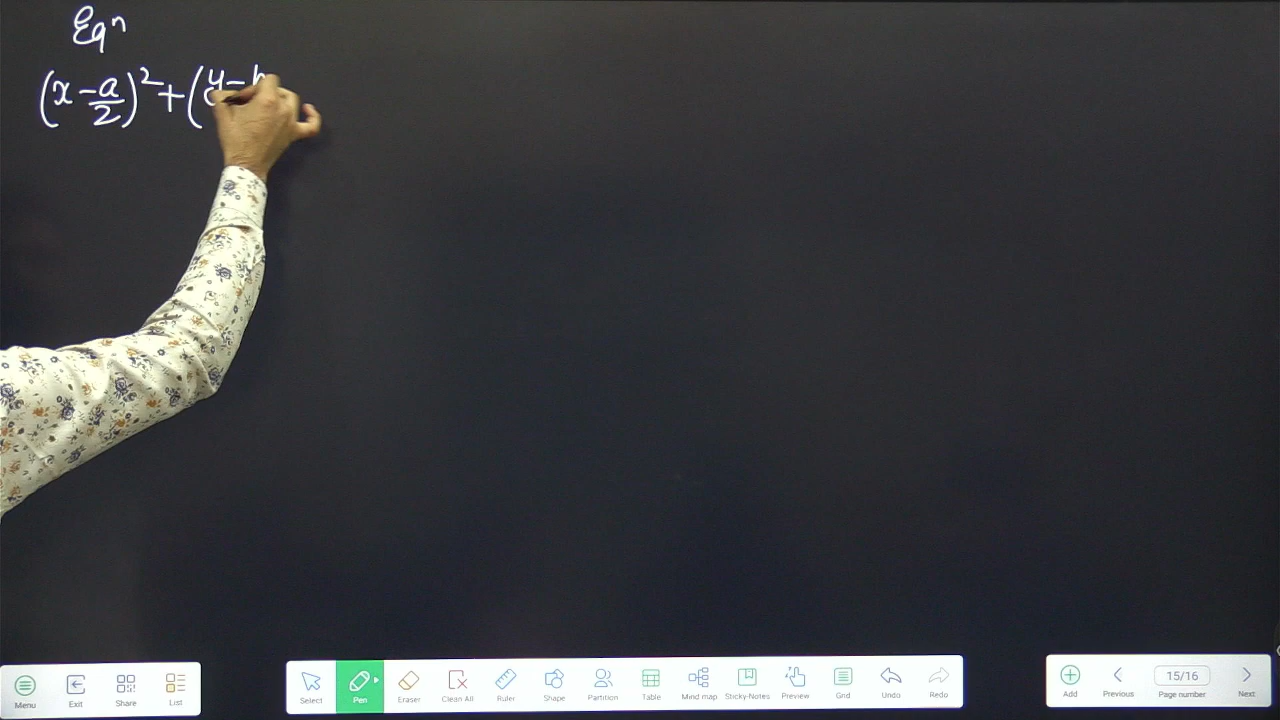 Eqⁿ
(x - a/2)² + (y -
Menu
Exit
Share
List
Select
Pen
Eraser
Clean All
Ruler
Shape
Partition
Table
Mind map
Sticky-Notes
Preview
Grid
Undo
Redo
Add
Previous
15/16
Page number
Next